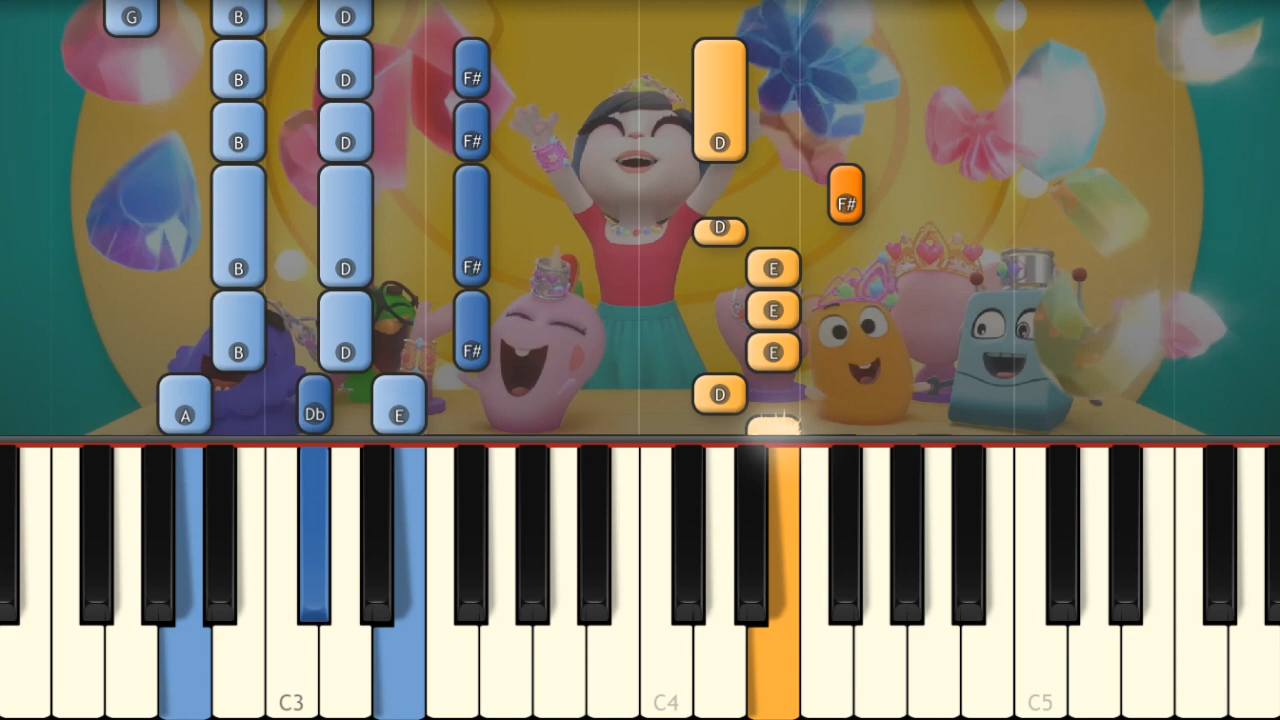 G B D
B D F#
B D F# D
F#
D
B D F# E
E
B D F# E
D
A Db E
C3 C4 C5